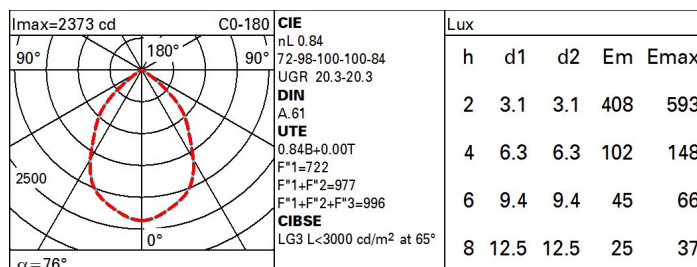 Imax=2373 cd C0-180
90° 180° 90°
2500
0°
α=76°
CIE
nL 0.84
72-98-100-100-84
UGR 20.3-20.3
DIN
A.61
UTE
0.84B+0.00T
F"1=722
F"1+F"2=977
F"1+F"2+F"3=996
CIBSE
LG3 L<3000 cd/m² at 65°
Lux
h d1 d2 Em Emax
2 3.1 3.1 408 593
4 6.3 6.3 102 148
6 9.4 9.4 45 66
8 12.5 12.5 25 37